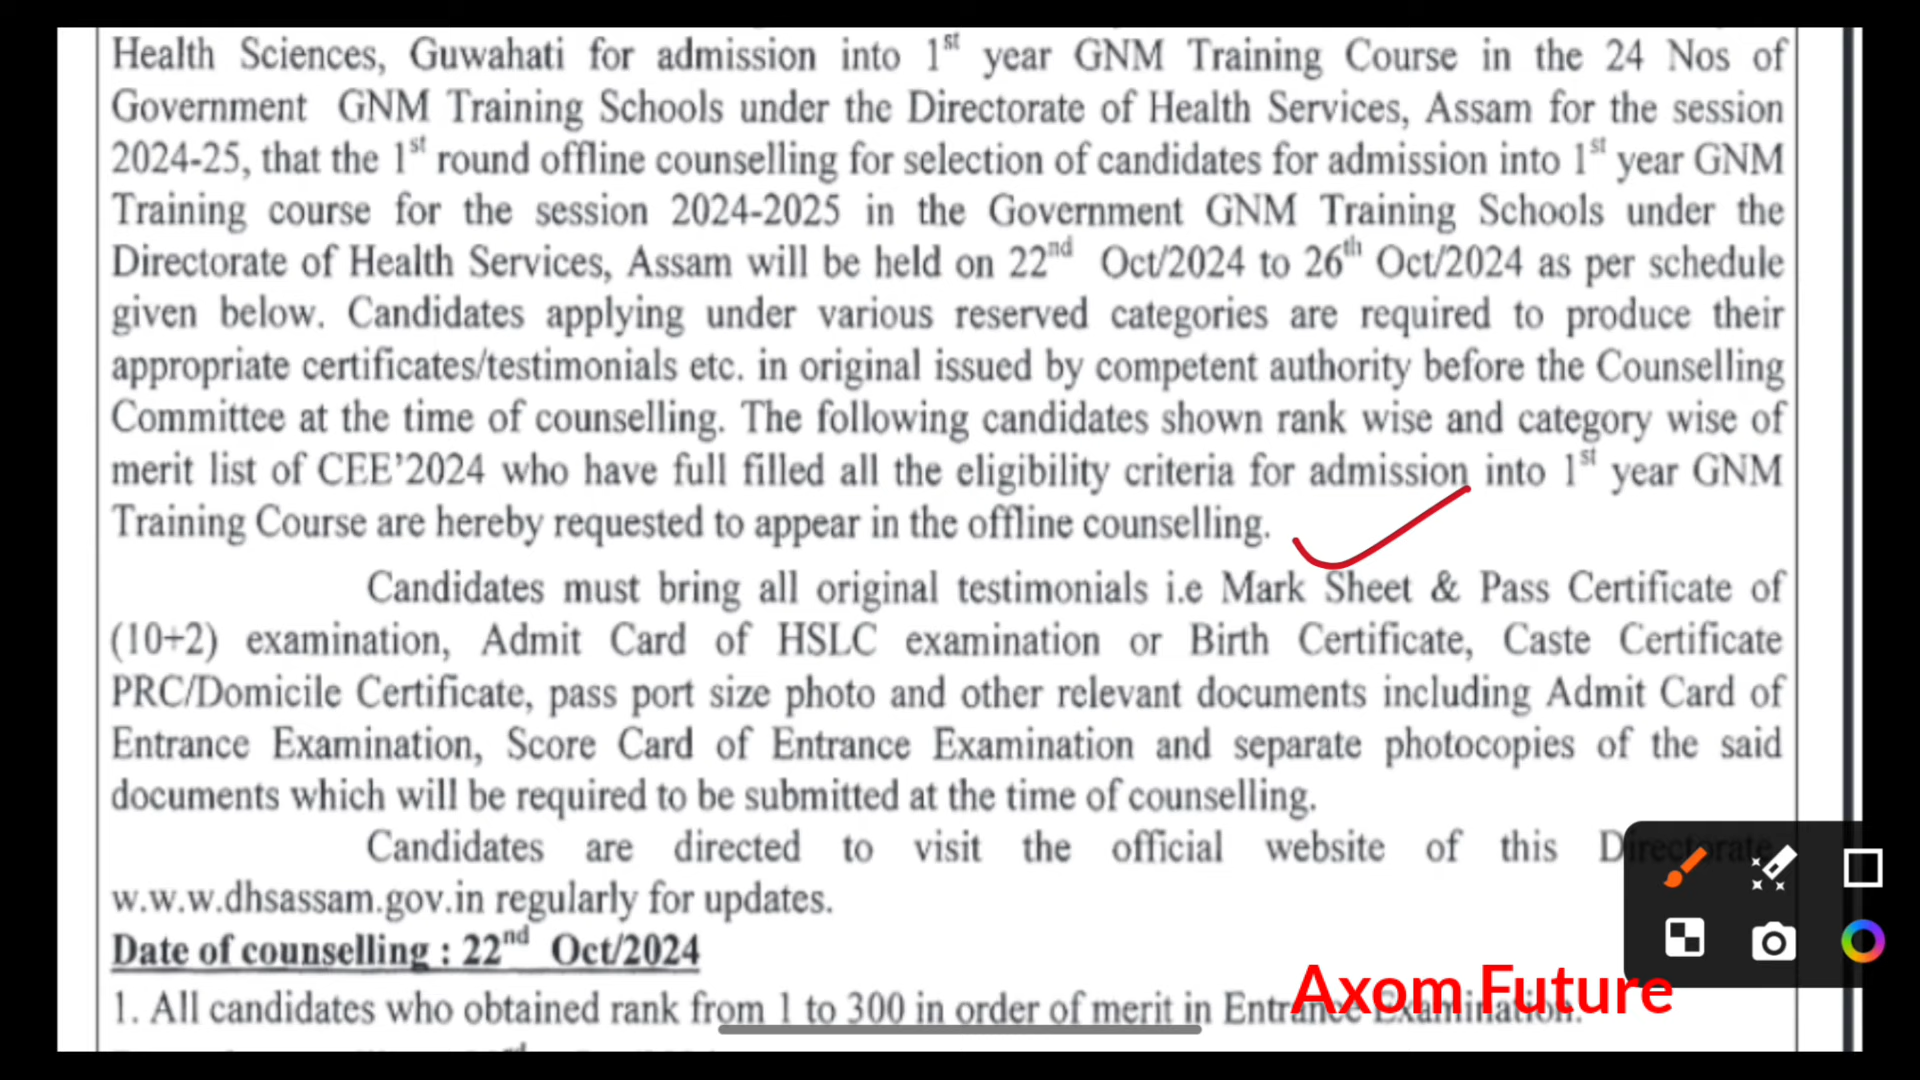 Health Sciences, Guwahati for admission into 1st year GNM Training Course in the 24 Nos of
Government GNM Training Schools under the Directorate of Health Services, Assam for the session
2024-25, that the 1st round offline counselling for selection of candidates for admission into 1st year GNM
Training course for the session 2024-2025 in the Government GNM Training Schools under the
Directorate of Health Services, Assam will be held on 22nd Oct/2024 to 26th Oct/2024 as per schedule
given below. Candidates applying under various reserved categories are required to produce their
appropriate certificates/testimonials etc. in original issued by competent authority before the Counselling
Committee at the time of counselling. The following candidates shown rank wise and category wise of
merit list of CEE'2024 who have full filled all the eligibility criteria for admission into 1st year GNM
Training Course are hereby requested to appear in the offline counselling.
Candidates must bring all original testimonials i.e Mark Sheet & Pass Certificate of
(10+2) examination, Admit Card of HSLC examination or Birth Certificate, Caste Certificate
PRC/Domicile Certificate, pass port size photo and other relevant documents including Admit Card of
Entrance Examination, Score Card of Entrance Examination and separate photocopies of the said
documents which will be required to be submitted at the time of counselling.
Candidates are directed to visit the official website of this Directorate
w.w.w.dhsassam.gov.in regularly for updates.
Date of counselling : 22nd Oct/2024
1. All candidates who obtained rank from 1 to 300 in order of merit in Entrance Examination.
Axom Future